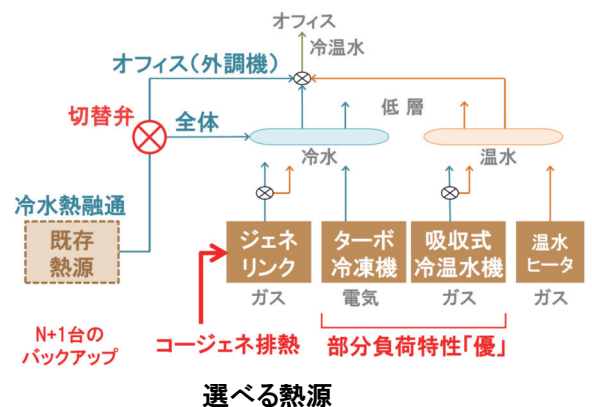 オフィス
冷温水
オフィス(外調機)
切替弁
全体
低層
冷水
温水
冷水熱融通
既存
熱源
ジェネ
リンク
ターボ
冷凍機
吸収式
冷温水機
温水
ヒータ
ガス
電気
ガス
ガス
N+1台の
バックアップ
コージェネ排熱
部分負荷特性「優」
選べる熱源